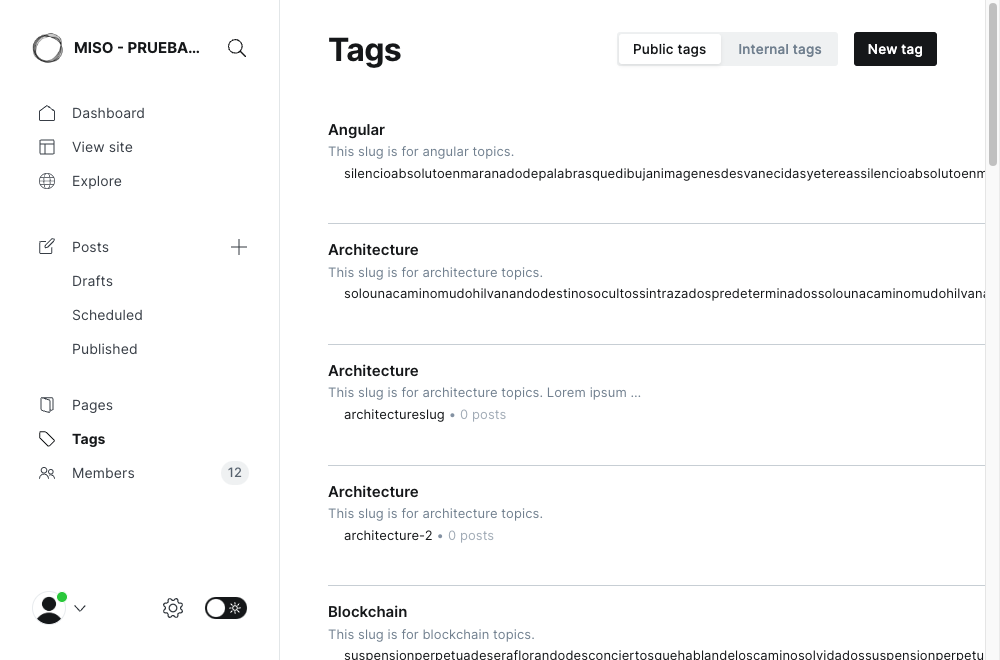 MISO - PRUEBA...
Dashboard
View site
Explore
Posts
Drafts
Scheduled
Published
Pages
Tags
Members
12
Tags
Public tags
Internal tags
New tag
Angular
This slug is for angular topics.
silencioabsolutoenmaranadodepalabrasquedibujanimagenesdesvanecidasyetereassilencioabsolutoenm
Architecture
This slug is for architecture topics.
solounacaminomudohilvanandodestinosocultossintrazadospredeterminadossolounacaminomudohilvana
Architecture
This slug is for architecture topics. Lorem ipsum ...
architectureslug • 0 posts
Architecture
This slug is for architecture topics.
architecture-2 • 0 posts
Blockchain
This slug is for blockchain topics.
suspensionperpetuadeseraflorandodesconciertosquehablandeloscaminosolvidadossuspensionperpetu